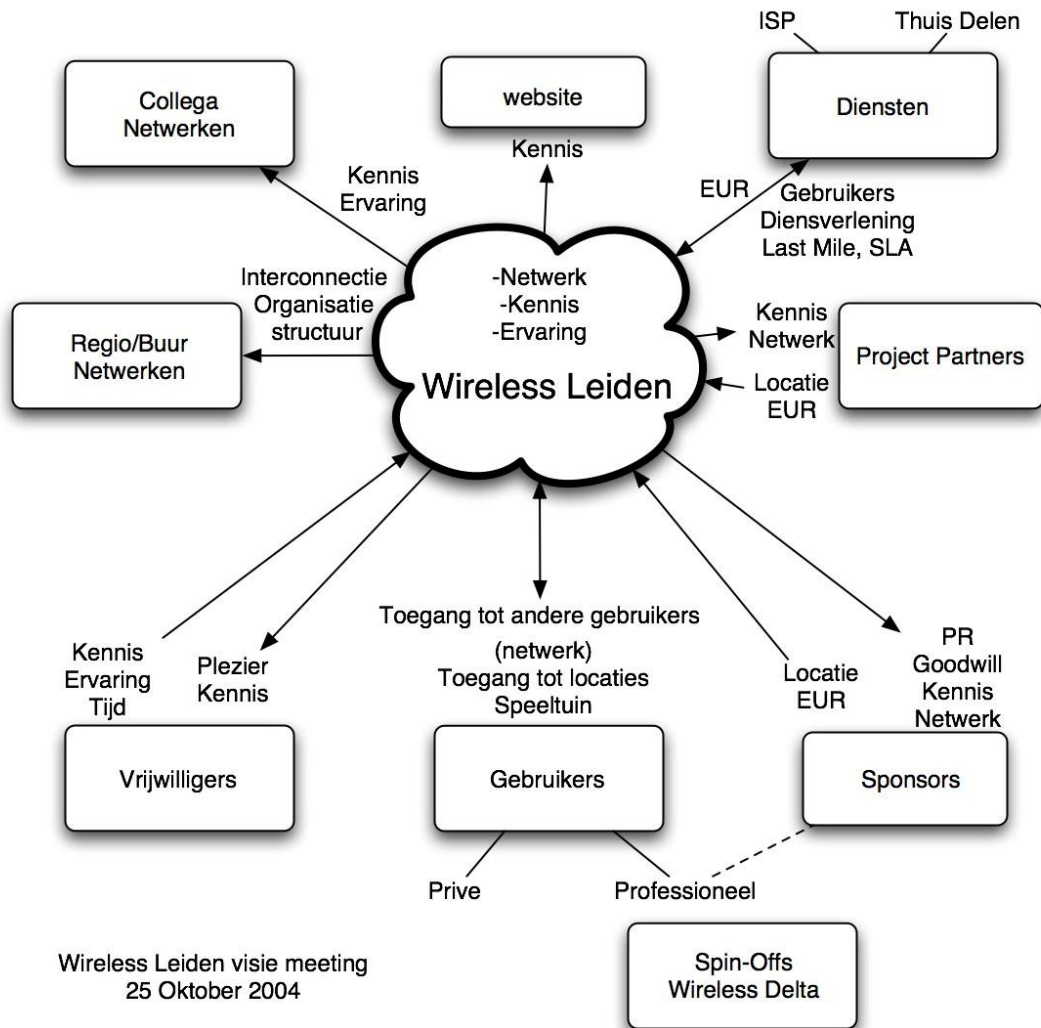 ISP
Thuis Delen
Collega
Netwerken
website
Diensten
Kennis
Kennis
Ervaring
EUR
Gebruikers
Diensverlening
Last Mile, SLA
Interconnectie
Organisatie
structuur
-Netwerk
-Kennis
-Ervaring
Wireless Leiden
Regio/Buur
Netwerken
Kennis
Netwerk
Project Partners
Locatie
EUR
Toegang tot andere gebruikers
(netwerk)
Toegang tot locaties
Speeltuin
Kennis
Ervaring
Tijd
Plezier
Kennis
Locatie
EUR
PR
Goodwill
Kennis
Netwerk
Vrijwilligers
Gebruikers
Sponsors
Prive
Professioneel
Spin-Offs
Wireless Delta
Wireless Leiden visie meeting
25 Oktober 2004